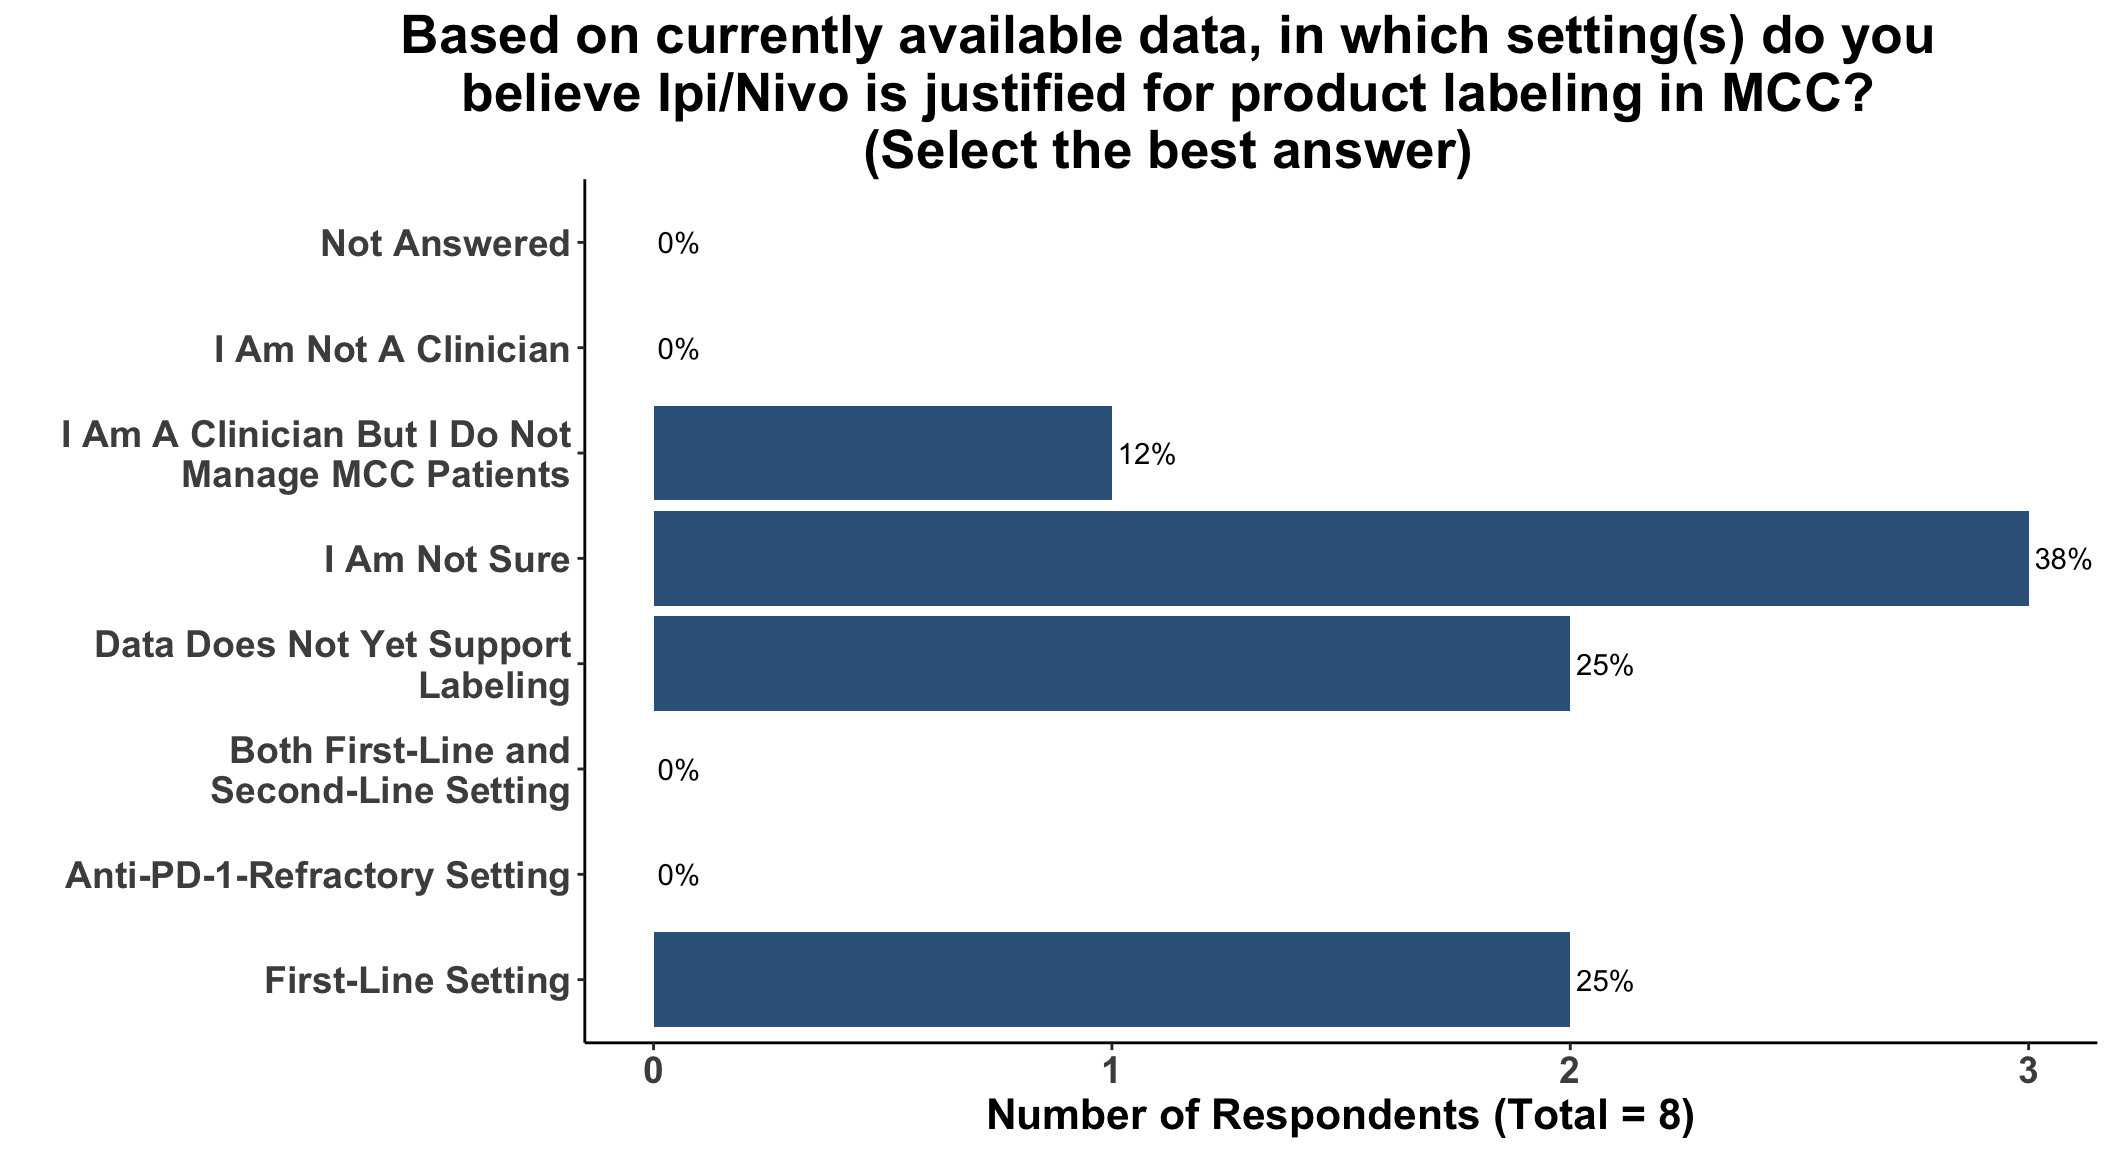 Based on currently available data, in which setting(s) do you
believe Ipi/Nivo is justified for product labeling in MCC?
(Select the best answer)
Not Answered
0%
I Am Not A Clinician
0%
I Am A Clinician But I Do Not
Manage MCC Patients
12%
I Am Not Sure
38%
Data Does Not Yet Support
Labeling
25%
Both First-Line and
Second-Line Setting
0%
Anti-PD-1-Refractory Setting
0%
First-Line Setting
25%
0 1 2 3
Number of Respondents (Total = 8)